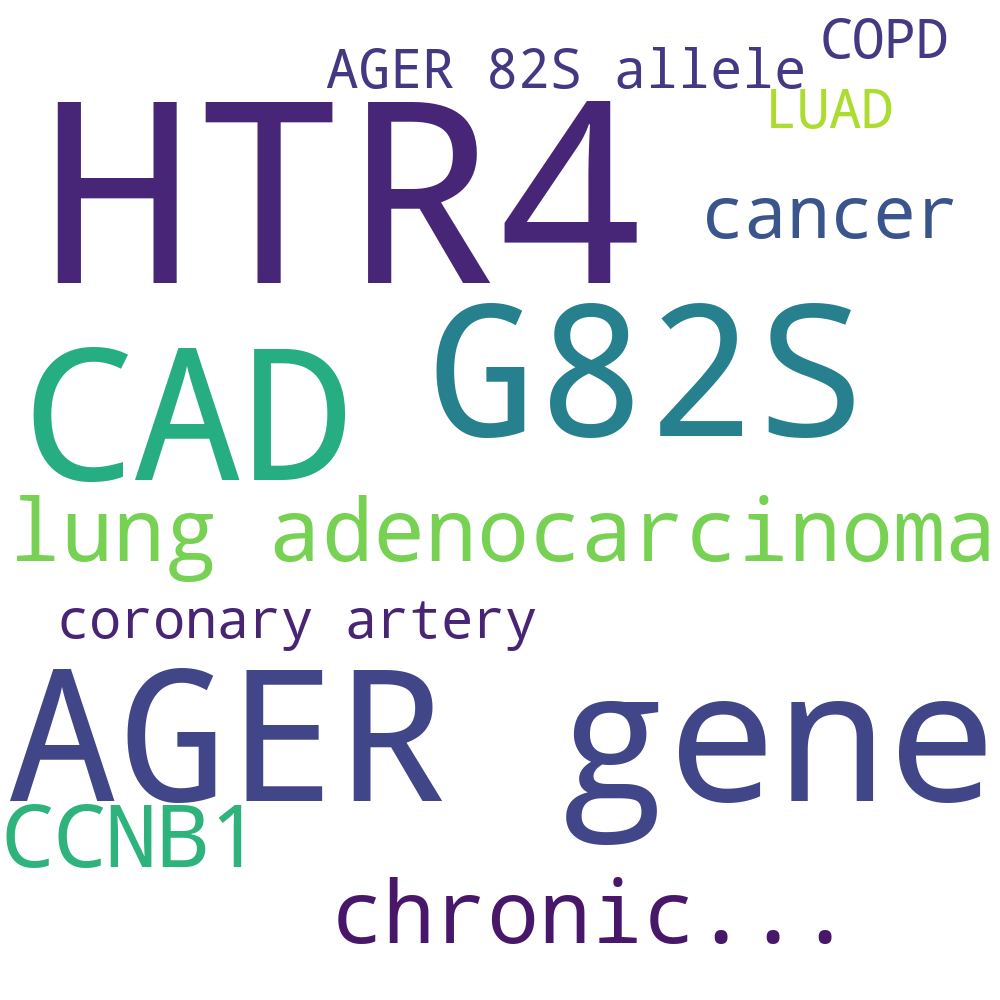 COPD
AGER 82S allele
LUAD
HTR4
cancer
G82S
CAD
lung adenocarcinoma
coronary artery
AGER gene
CCNB1
chronic...